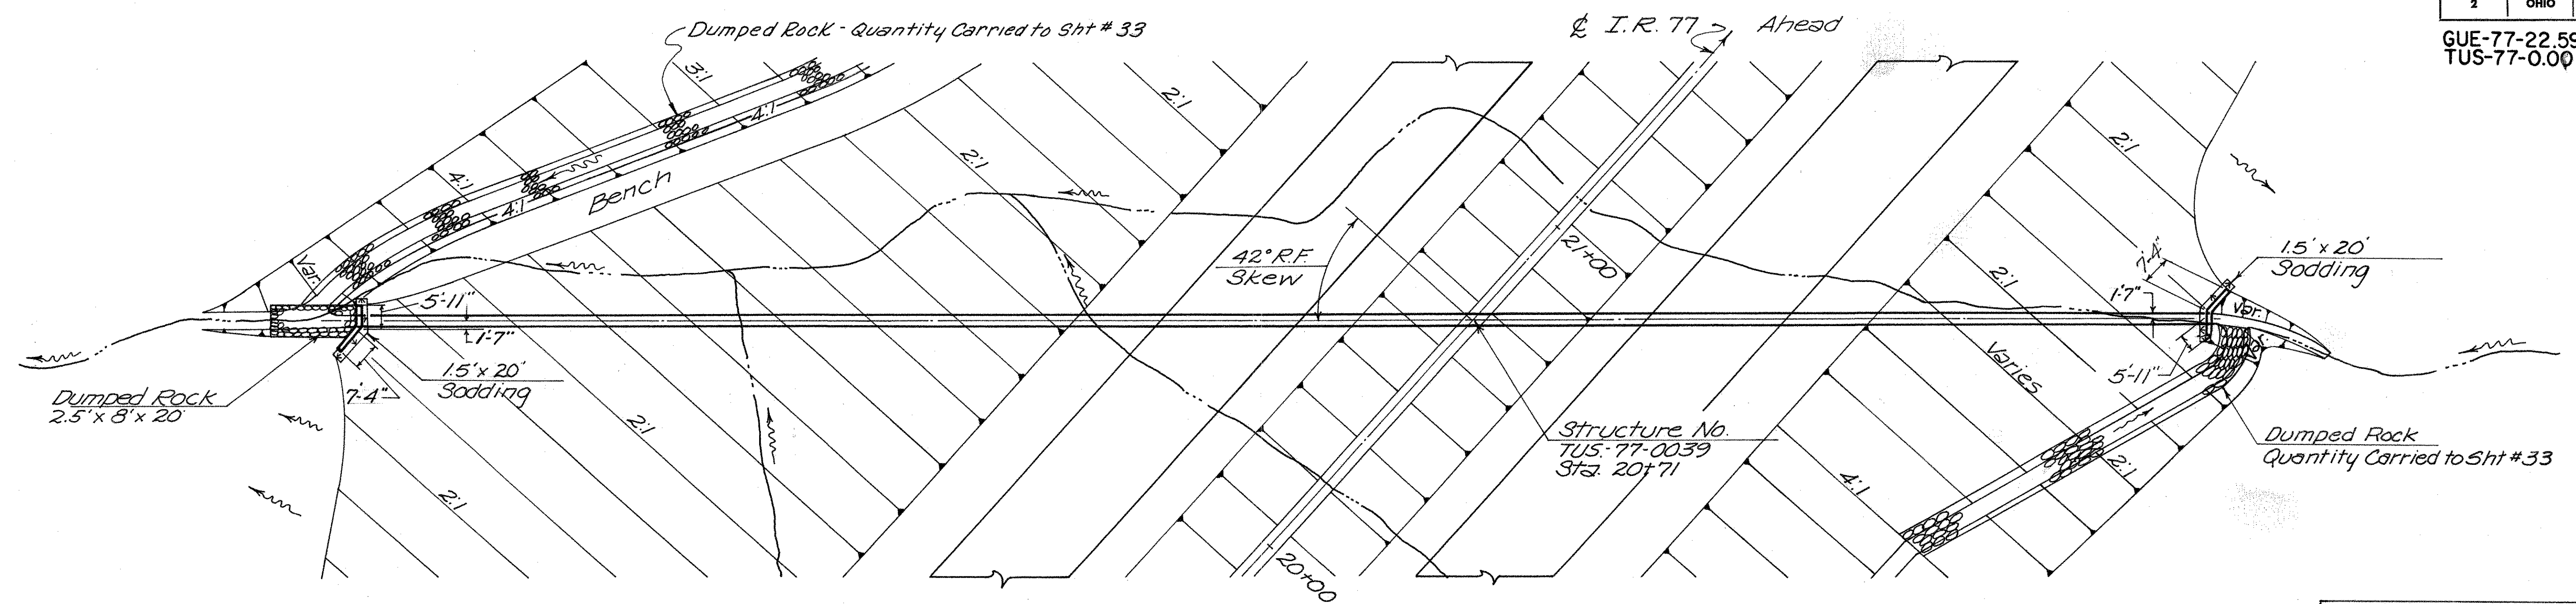 2 OHIO
GUE-77-22.59
TUS-77-0.00
Dumped Rock - Quantity Carried to Sht # 33
℄ I.R. 77 Ahead
3:1
4:1
2:1
2:1
2:1
4:1
4:1
Bench
Var.
42° R.F.
Skew
21+00
2:1
7'-4"
1.5' x 20'
Sodding
1'-7"
Var.
5'-11"
1'-7"
5'-11"
Varies
Var.
1.5' x 20'
Sodding
7'-4"
Dumped Rock
2.5' x 8' x 20'
2:1
2:1
Structure No.
TUS.-77-0039
Sta. 20+71
4:1
2:1
Dumped Rock
Quantity Carried to Sht #33
20+00